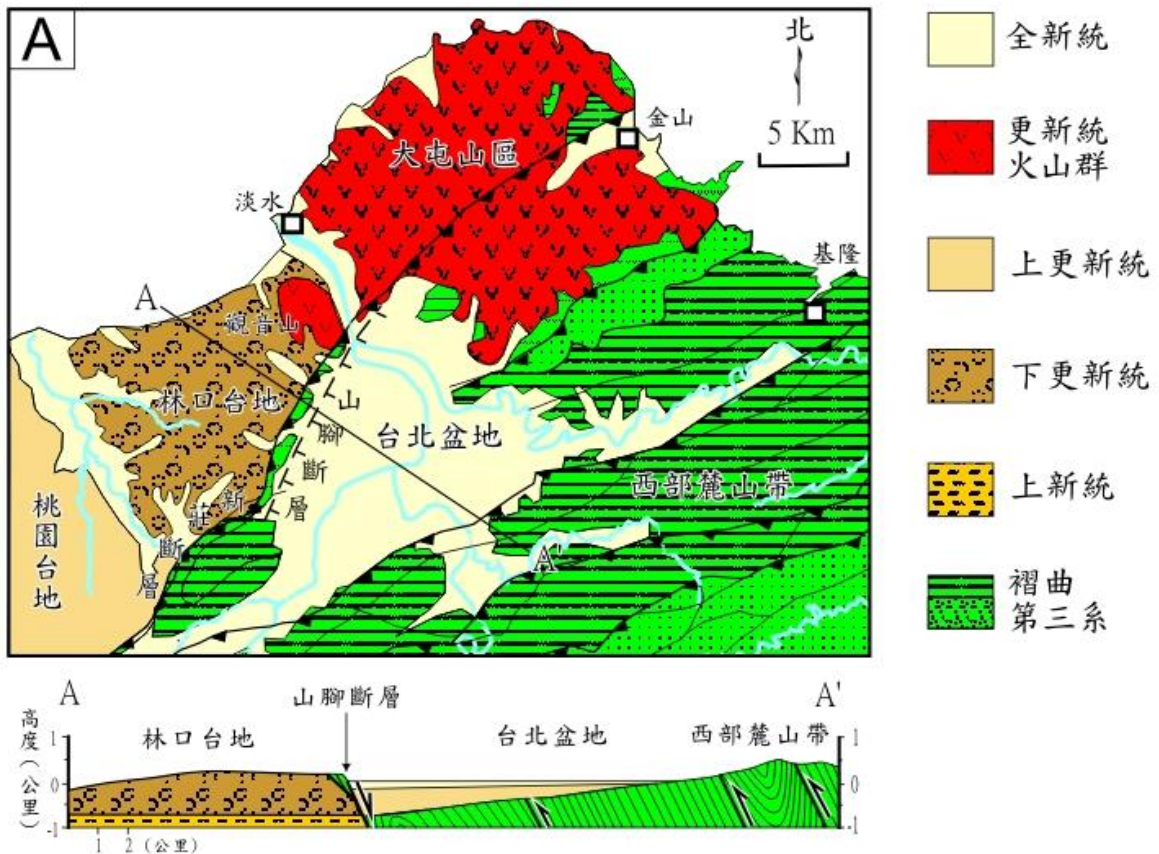 A
北
5 Km
金山
大屯山區
淡水
基隆
A
觀音山
林口台地
山腳斷層
台北盆地
西部麓山帶
新莊斷層
桃園台地
A'
全新統
更新統
火山群
上更新統
下更新統
上新統
褶曲
第三系
A
山腳斷層
A'
高度(公里)
林口台地
台北盆地
西部麓山帶
1
0
-1
1
0
-1
1 2 (公里)